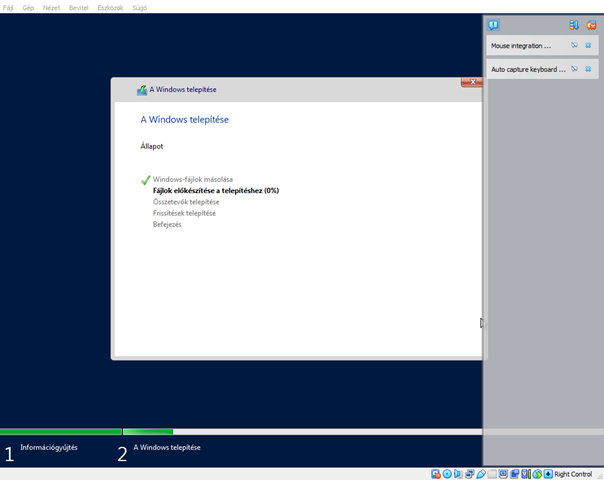 Fájl Gép Nézet Bevitel Eszközök Súgó
Mouse integration ...
Auto capture keyboard ...
A Windows telepítése
A Windows telepítése
Állapot
Windows-fájlok másolása
Fájlok előkészítése a telepítéshez (0%)
Összetevők telepítése
Frissítések telepítése
Befejezés
1 Információgyűjtés
2 A Windows telepítése
Right Control